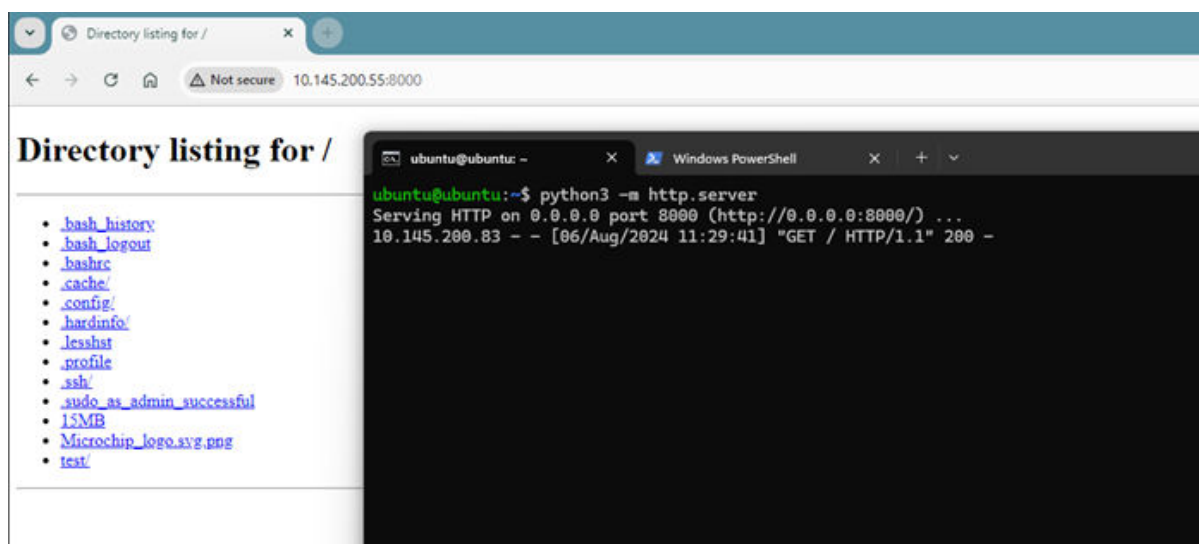 Directory listing for /
Not secure 10.145.200.55:8000
Directory listing for /
.bash_history
.bash_logout
.bashrc
.cache/
.config/
.hardinfo/
.lesshst
.profile
.ssh/
.sudo_as_admin_successful
15MB
Microchip_logo.svg.png
test/
ubuntu@ubuntu: ~
Windows PowerShell
ubuntu@ubuntu:~$ python3 -m http.server
Serving HTTP on 0.0.0.0 port 8000 (http://0.0.0.0:8000/) ...
10.145.200.83 - - [06/Aug/2024 11:29:41] "GET / HTTP/1.1" 200 -